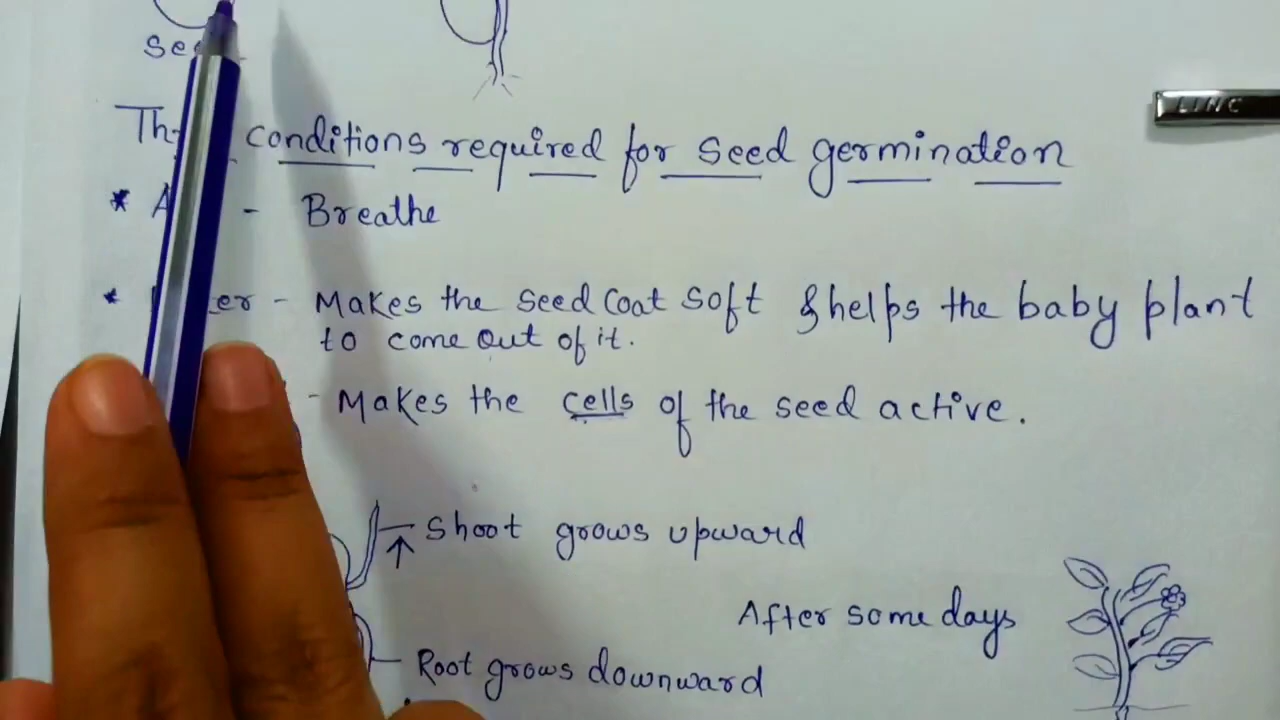 conditions required for seed germination
* - Breathe
* - Makes the seed coat soft & helps the baby plant
to come out of it.
- Makes the cells of the seed active.
Shoot grows upward
After some days
Root grows downward
LINC